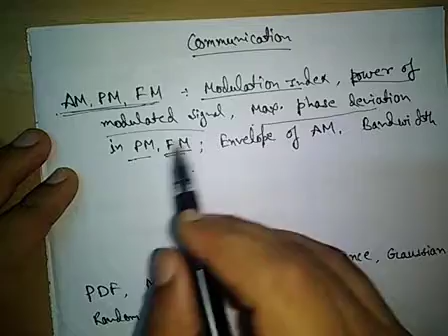 Communication
AM, PM, FM : Modulation Index, power of
modulated signal, Max. phase deviation
in PM, FM ; Envelope of AM. Bandwidth
PDF, Gaussian
Random